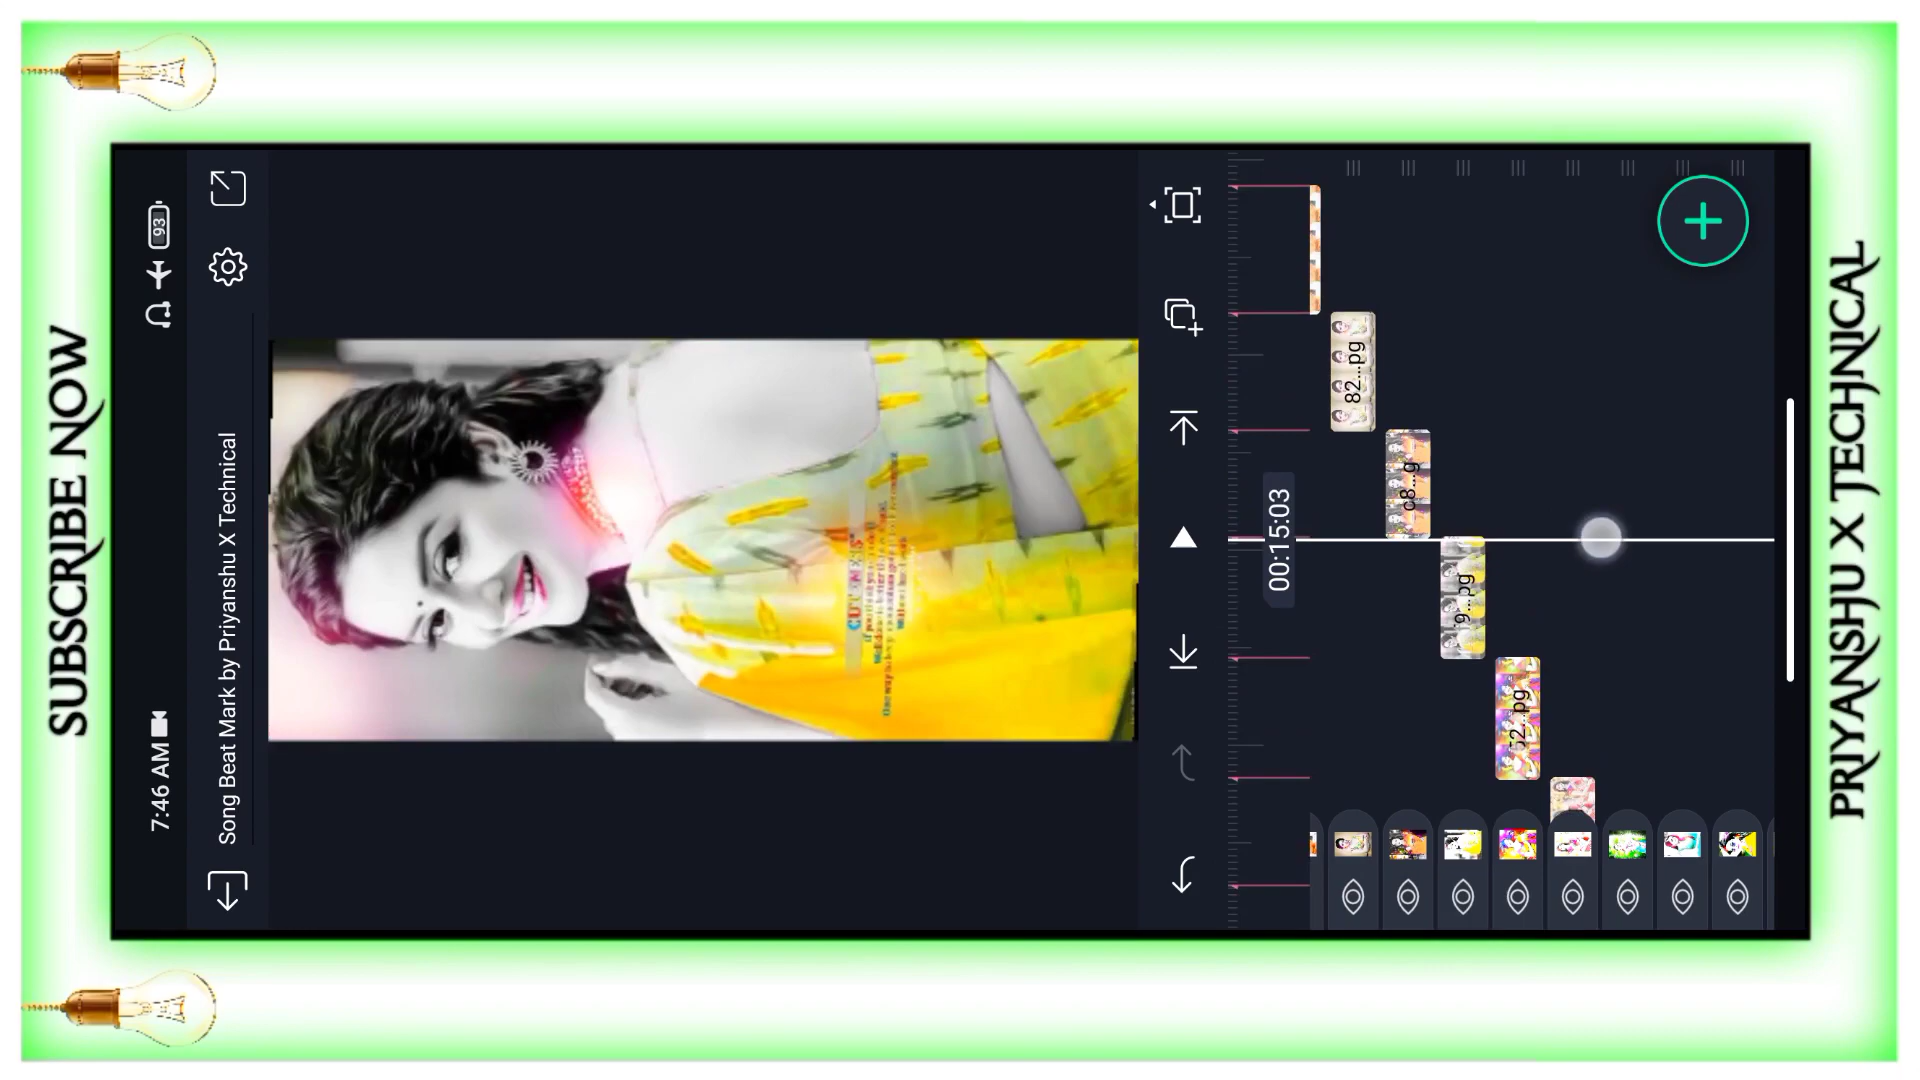 SUBSCRIBE NOW
7:46 AM
93
Song Beat Mark by Priyanshu X Technical
CUTENESS
00:15:03
82...pg
c8...g
9...pg
52...pg
PRIYANSHU X TECHNICAL